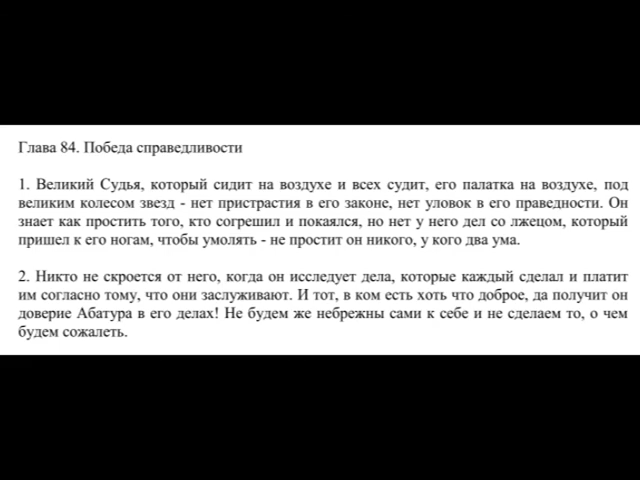 Глава 84. Победа справедливости
1. Великий Судья, который сидит на воздухе и всех судит, его палатка на воздухе, под
великим колесом звезд - нет пристрастия в его законе, нет уловок в его праведности. Он
знает как простить того, кто согрешил и покаялся, но нет у него дел со лжецом, который
пришел к его ногам, чтобы умолять - не простит он никого, у кого два ума.
2. Никто не скроется от него, когда он исследует дела, которые каждый сделал и платит
им согласно тому, что они заслуживают. И тот, в ком есть хоть что доброе, да получит он
доверие Абатура в его делах! Не будем же небрежны сами к себе и не сделаем то, о чем
будем сожалеть.